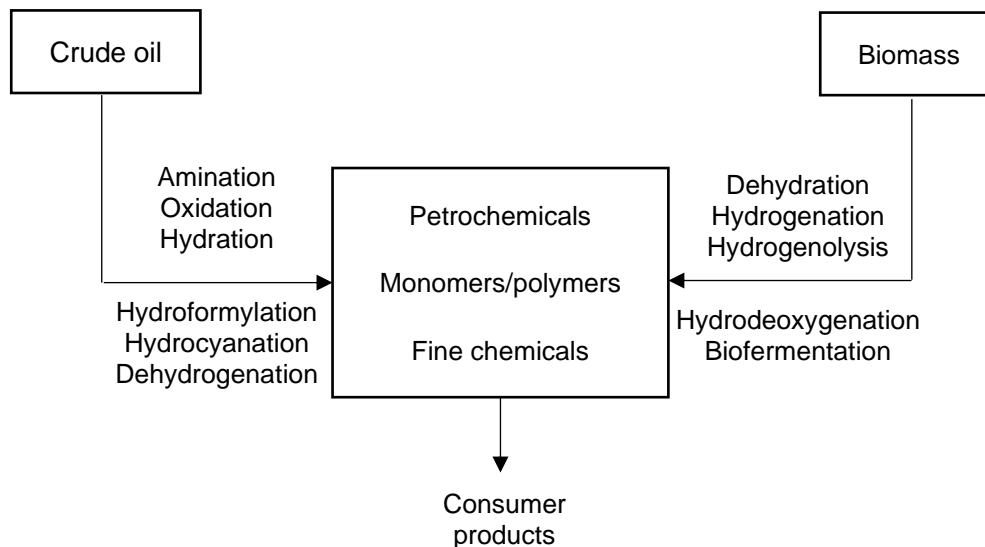 Crude oil
Biomass
Amination
Oxidation
Hydration
Hydroformylation
Hydrocyanation
Dehydrogenation
Petrochemicals
Monomers/polymers
Fine chemicals
Dehydration
Hydrogenation
Hydrogenolysis
Hydrodeoxygenation
Biofermentation
Consumer
products